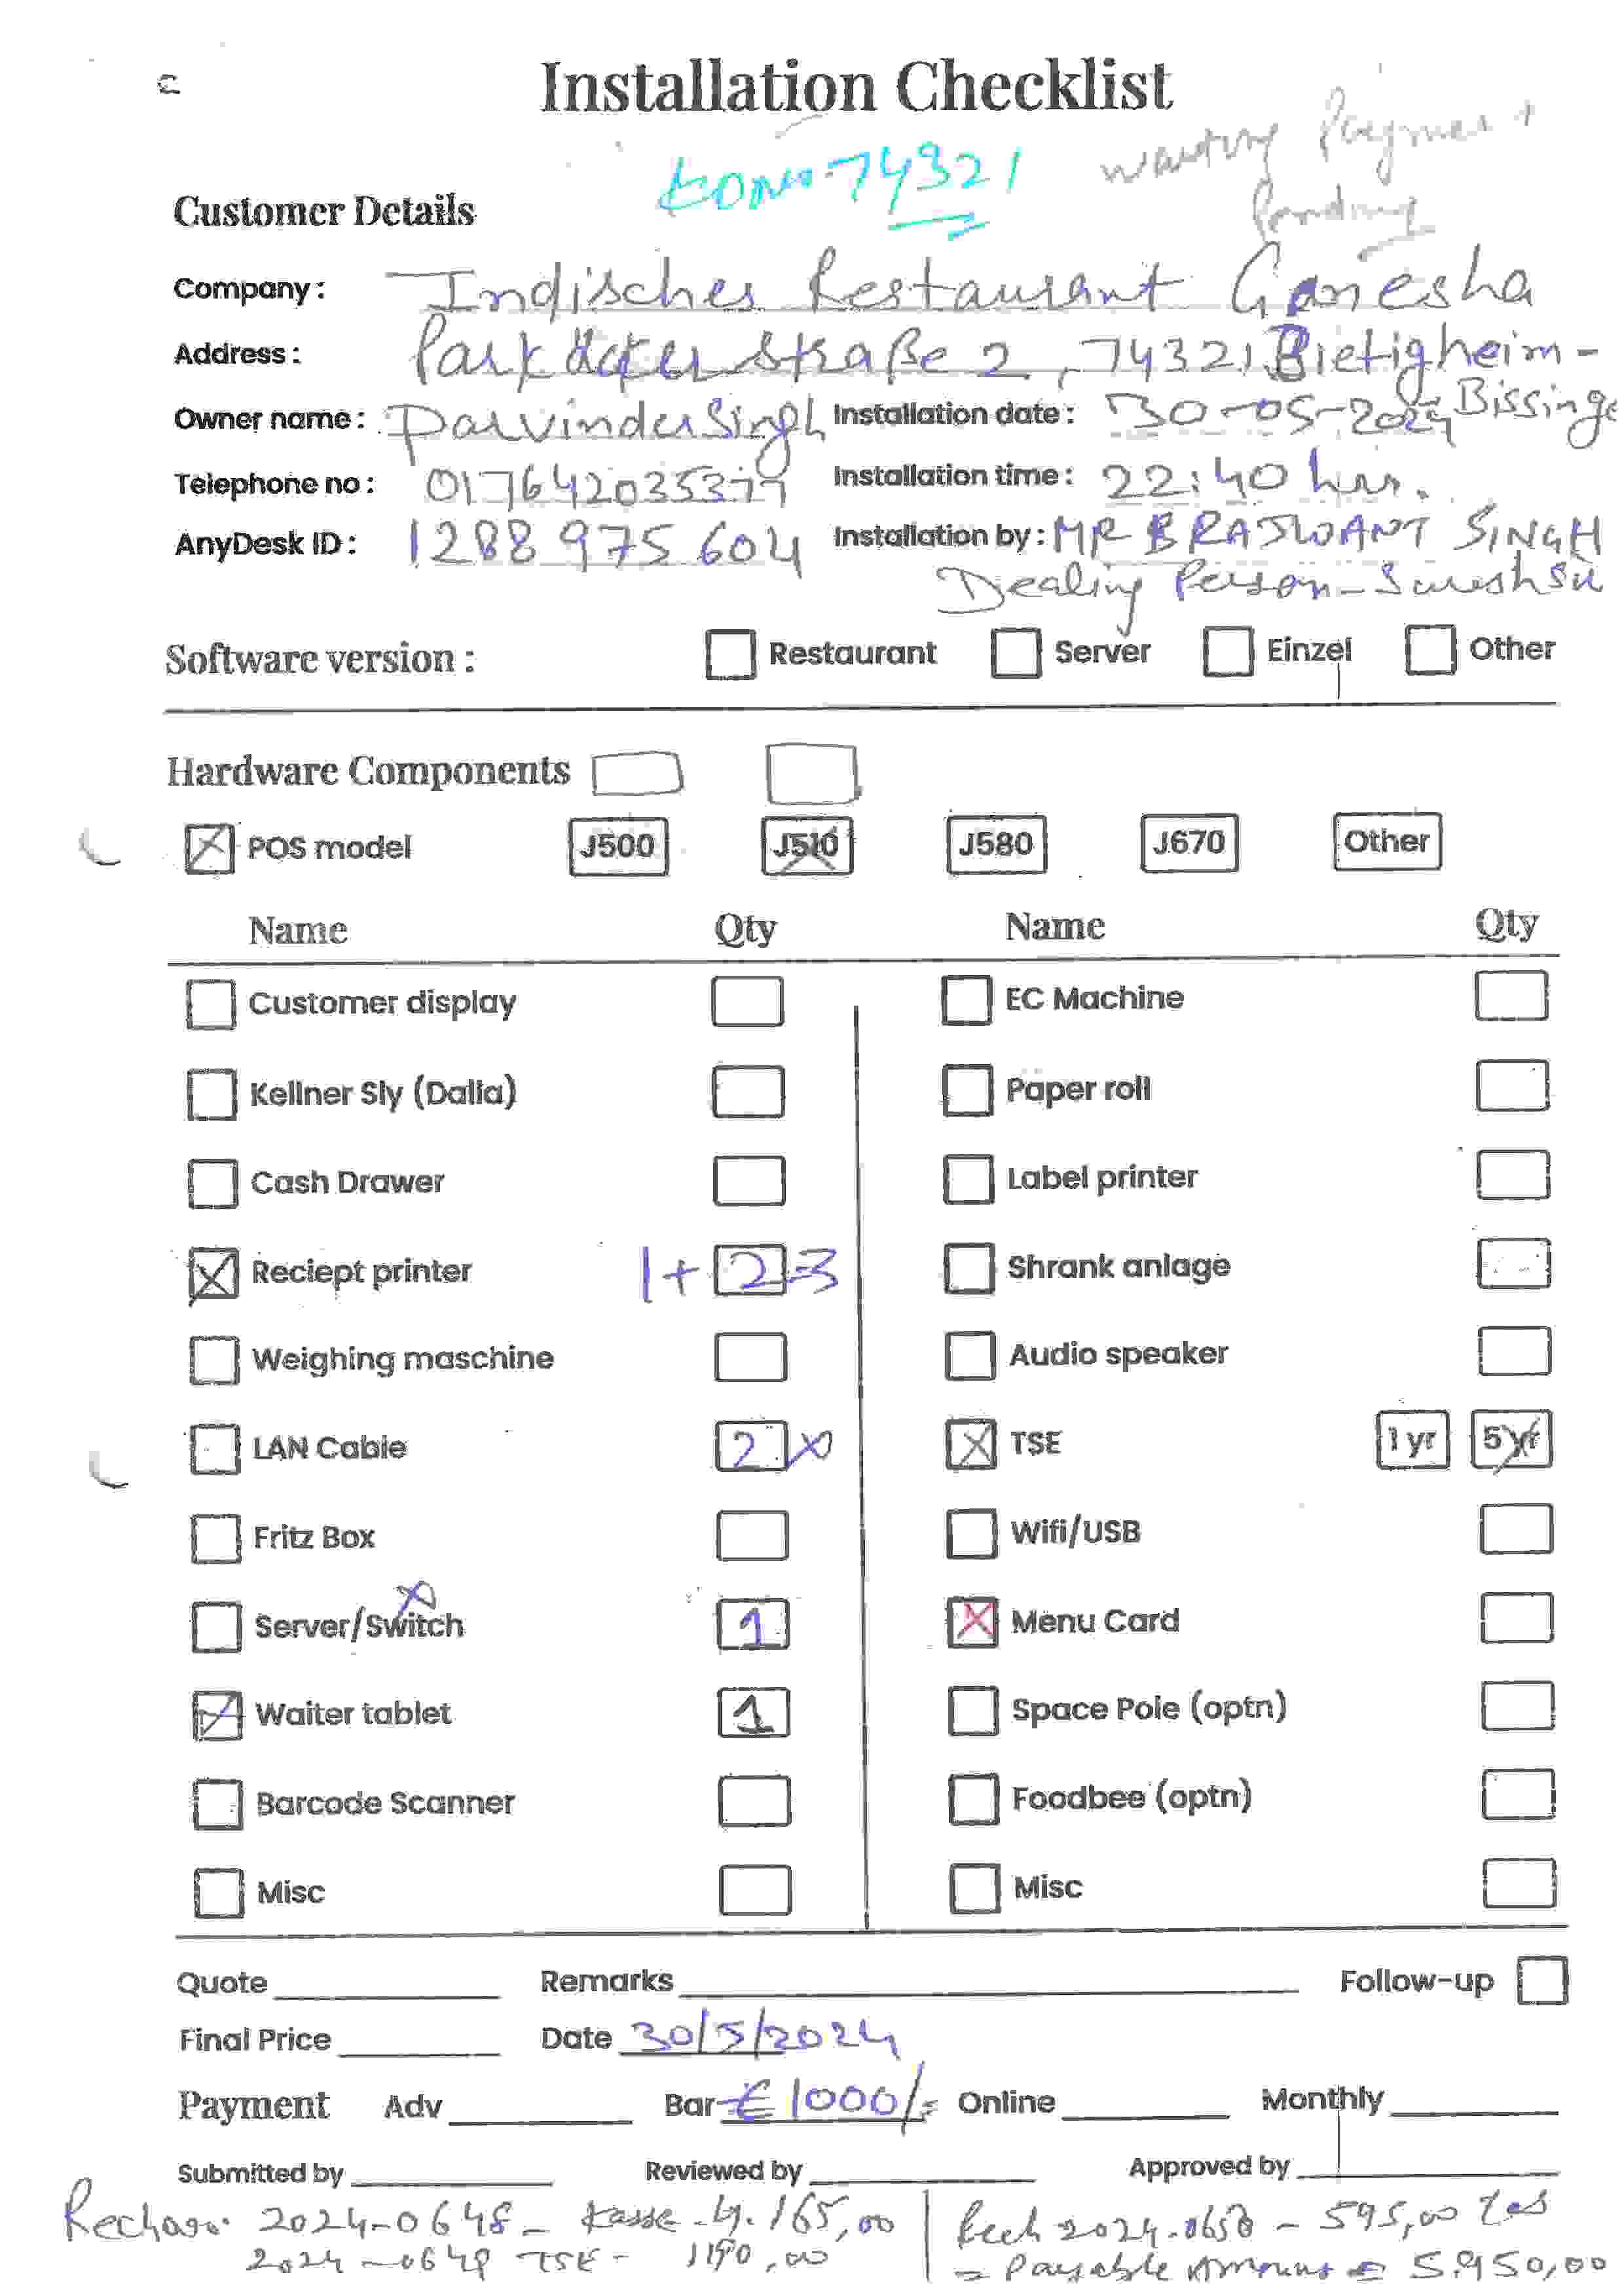 Installation Checklist
Waiting Payment
Pending
74321
Customer Details
Company: Indisches Restaurant Ganesha
Address: straße 2, 74321 Bietigheim-
Bissinge
Owner name: Parvinder Singh Installation date: 30-05-2024
Telephone no: 017642035379 Installation time: 22:40 hrs.
AnyDesk ID: 1288 975 604 Installation by: MR SINGH
Dealing Person - Suresh
Software version: Restaurant Server Einzel Other
Hardware Components
POS model J500 J510 J580 J670 Other
Name Qty Name Qty
Customer display EC Machine
Kellner Sly (Dalla) Paper roll
Cash Drawer Label printer
Reciept printer 1+2=3 Shrank anlage
Weighing maschine Audio speaker
LAN Cable 2 TSE 1 yr 5 yr
Fritz Box Wifi/USB
Server/Switch 1 Menu Card
Waiter tablet 1 Space Pole (optn)
Barcode Scanner Foodbee (optn)
Misc Misc
Quote Remarks Follow-up
Final Price Date 30/5/2024
Payment Adv Bar €1000/= Online Monthly
Submitted by Reviewed by Approved by
2024-0648 - Kasse - 4.165,00 | Rech 2024-0650 - 595,00
2024-0649 TSE - 1190,00 = Payable Amount = 5.950,00